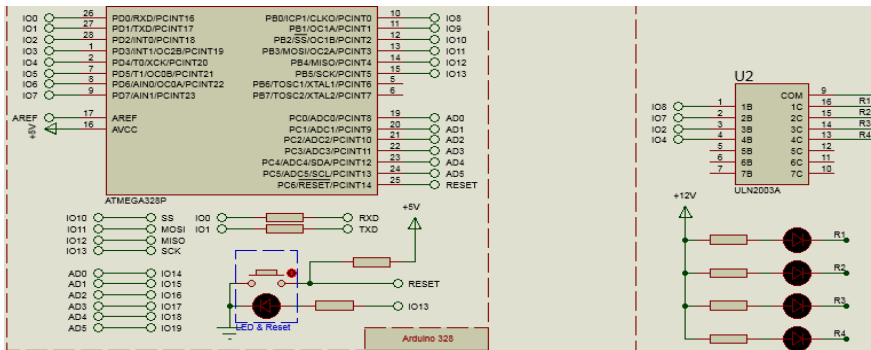 IO0 26 PD0/RXD/PCINT16 PB0/ICP1/CLKO/PCINT0 10 IO8
IO1 27 PD1/TXD/PCINT17 PB1/OC1A/PCINT1 11 IO9
IO2 28 PD2/INT0/PCINT18 PB2/SS/OC1B/PCINT2 12 IO10
IO3 1 PD3/INT1/OC2B/PCINT19 PB3/MOSI/OC2A/PCINT3 13 IO11
IO4 2 PD4/T0/XCK/PCINT20 PB4/MISO/PCINT4 14 IO12
IO5 7 PD5/T1/OC0B/PCINT21 PB5/SCK/PCINT5 15 IO13
IO6 8 PD6/AIN0/OC0A/PCINT22 PB6/TOSC1/XTAL1/PCINT6 5
IO7 9 PD7/AIN1/PCINT23 PB7/TOSC2/XTAL2/PCINT7 6
AREF 17 AREF PC0/ADC0/PCINT8 19 AD0
+5V 16 AVCC PC1/ADC1/PCINT9 20 AD1
PC2/ADC2/PCINT10 21 AD2
PC3/ADC3/PCINT11 22 AD3
PC4/ADC4/SDA/PCINT12 23 AD4
PC5/ADC5/SCL/PCINT13 24 AD5
PC6/RESET/PCINT14 25 RESET
ATMEGA328P
IO10 SS IO0 RXD
IO11 MOSI IO1 TXD
IO12 MISO
IO13 SCK
+5V
AD0 IO14
AD1 IO15
AD2 IO16
AD3 IO17
AD4 IO18
AD5 IO19
RESET
IO13
LED & Reset
Arduino 328
U2
COM 9
IO8 1 1B 1C 16 R1
IO7 2 2B 2C 15 R2
IO2 3 3B 3C 14 R3
IO4 4 4B 4C 13 R4
5 5B 5C 12
6 6B 6C 11
7 7B 7C 10
ULN2003A
+12V
R1
R2
R3
R4